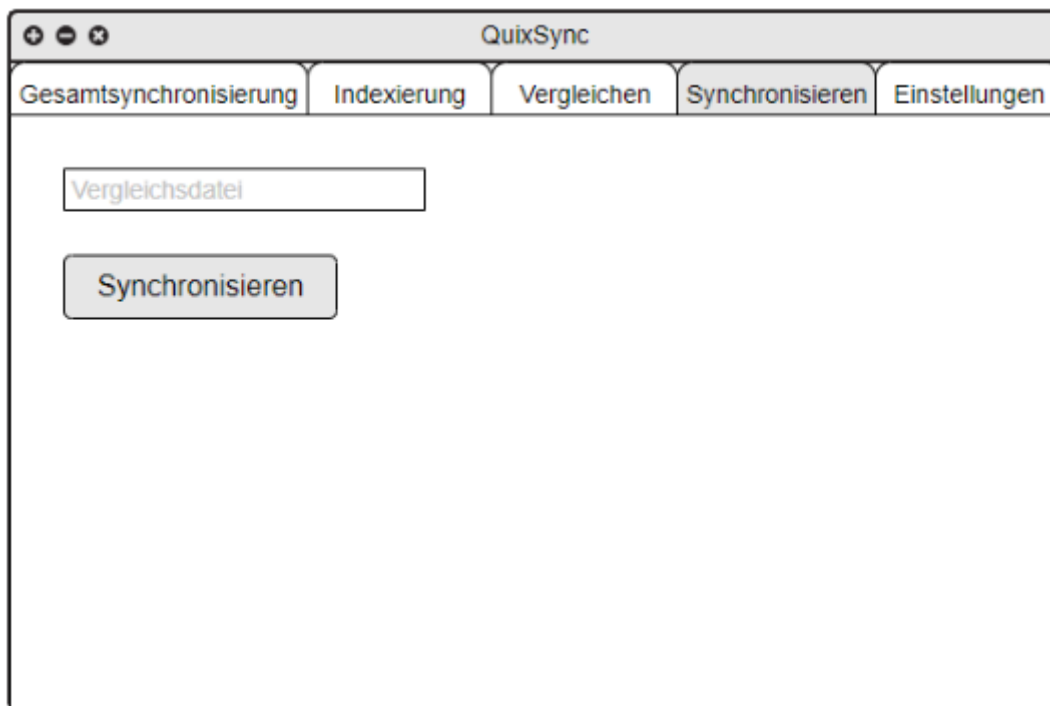 QuixSync
Gesamtsynchronisierung Indexierung Vergleichen Synchronisieren Einstellungen
Vergleichsdatei
Synchronisieren